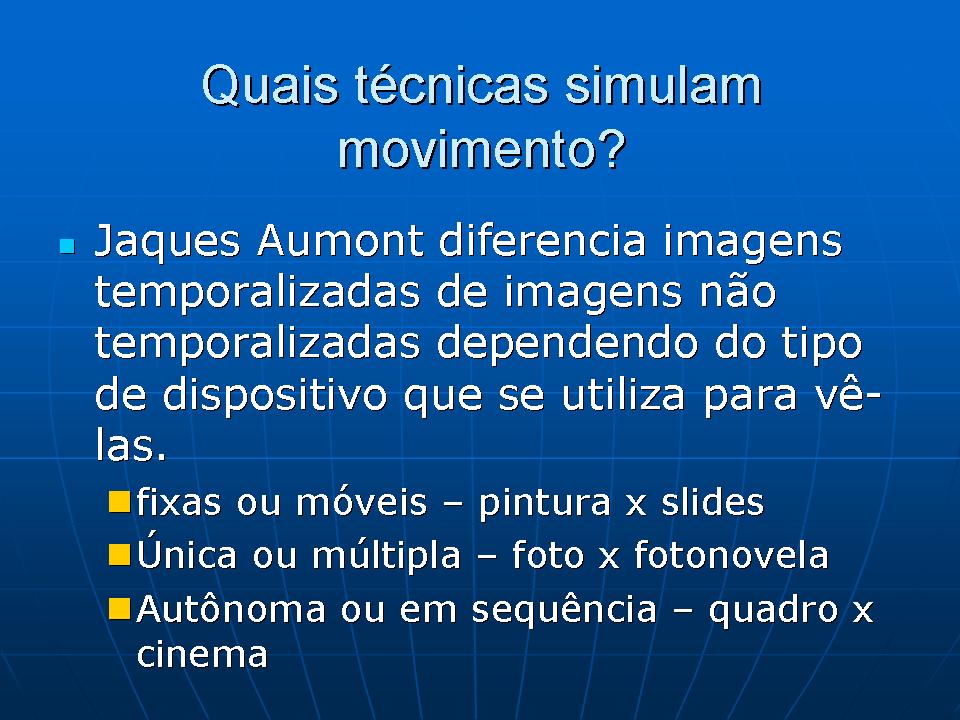 Quais técnicas simulam
movimento?
Jaques Aumont diferencia imagens
temporalizadas de imagens não
temporalizadas dependendo do tipo
de dispositivo que se utiliza para vê-
las.
fixas ou móveis – pintura x slides
Única ou múltipla – foto x fotonovela
Autônoma ou em sequência – quadro x
cinema